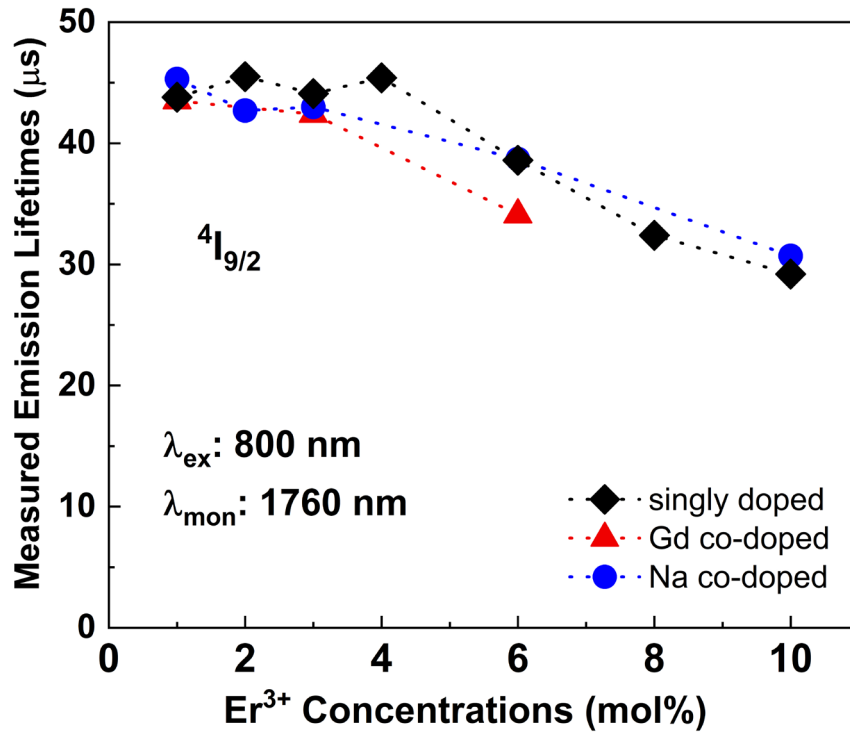 Measured Emission Lifetimes (μs)
50
40
30
20
10
0
⁴I₉/₂
λex: 800 nm
λmon: 1760 nm
singly doped
Gd co-doped
Na co-doped
0 2 4 6 8 10
Er³⁺ Concentrations (mol%)